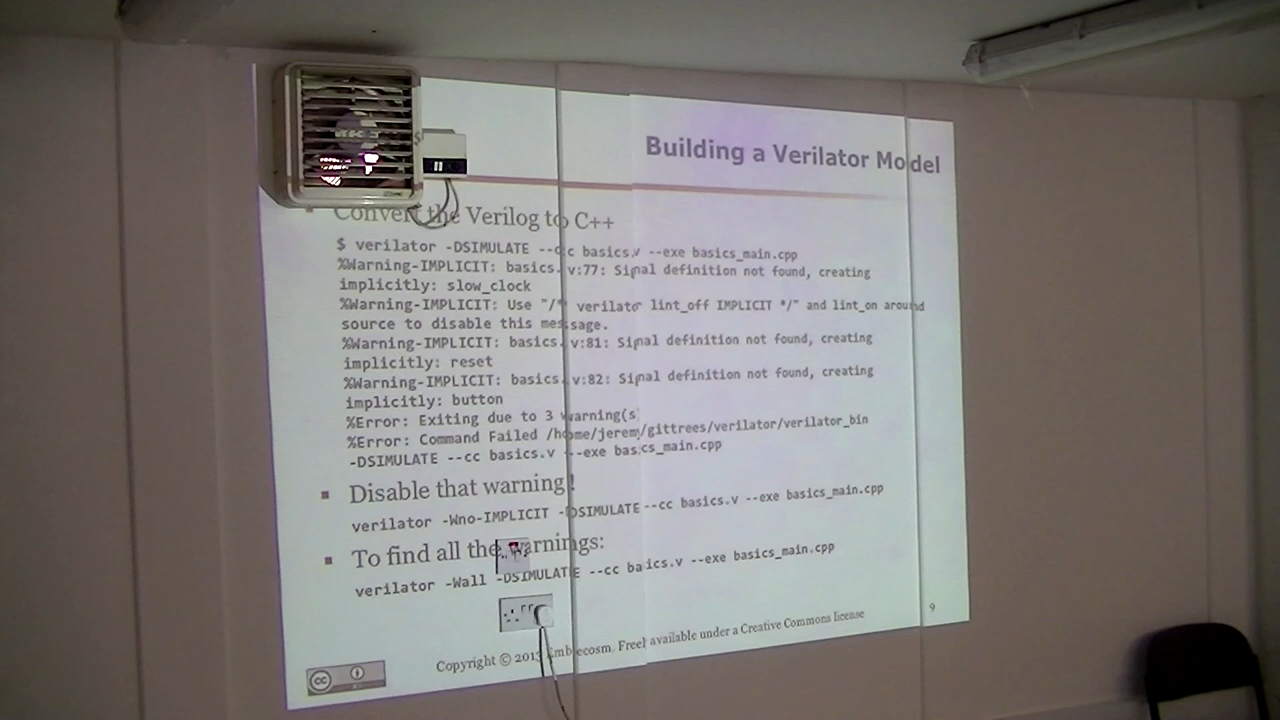 Building a Verilator Model
Convert the Verilog to C++
$ verilator -DSIMULATE --cc basics.v --exe basics_main.cpp
%Warning-IMPLICIT: basics.v:77: Signal definition not found, creating
implicitly: slow_clock
%Warning-IMPLICIT: Use "/* verilator lint_off IMPLICIT */" and lint_on around
source to disable this message.
%Warning-IMPLICIT: basics.v:81: Signal definition not found, creating
implicitly: reset
%Warning-IMPLICIT: basics.v:82: Signal definition not found, creating
implicitly: button
%Error: Exiting due to 3 warning(s)
%Error: Command Failed /home/jeremy/gittrees/verilator/verilator_bin
-DSIMULATE --cc basics.v --exe basics_main.cpp
Disable that warning!
verilator -Wno-IMPLICIT -DSIMULATE --cc basics.v --exe basics_main.cpp
To find all the warnings:
verilator -Wall -DSIMULATE --cc basics.v --exe basics_main.cpp
9
Copyright © 2013 Embecosm. Freely available under a Creative Commons license
cc